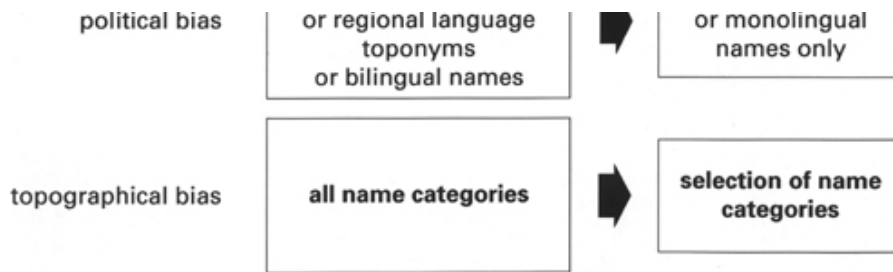 political bias
or regional language
toponyms
or bilingual names
or monolingual
names only
topographical bias
all name categories
selection of name
categories